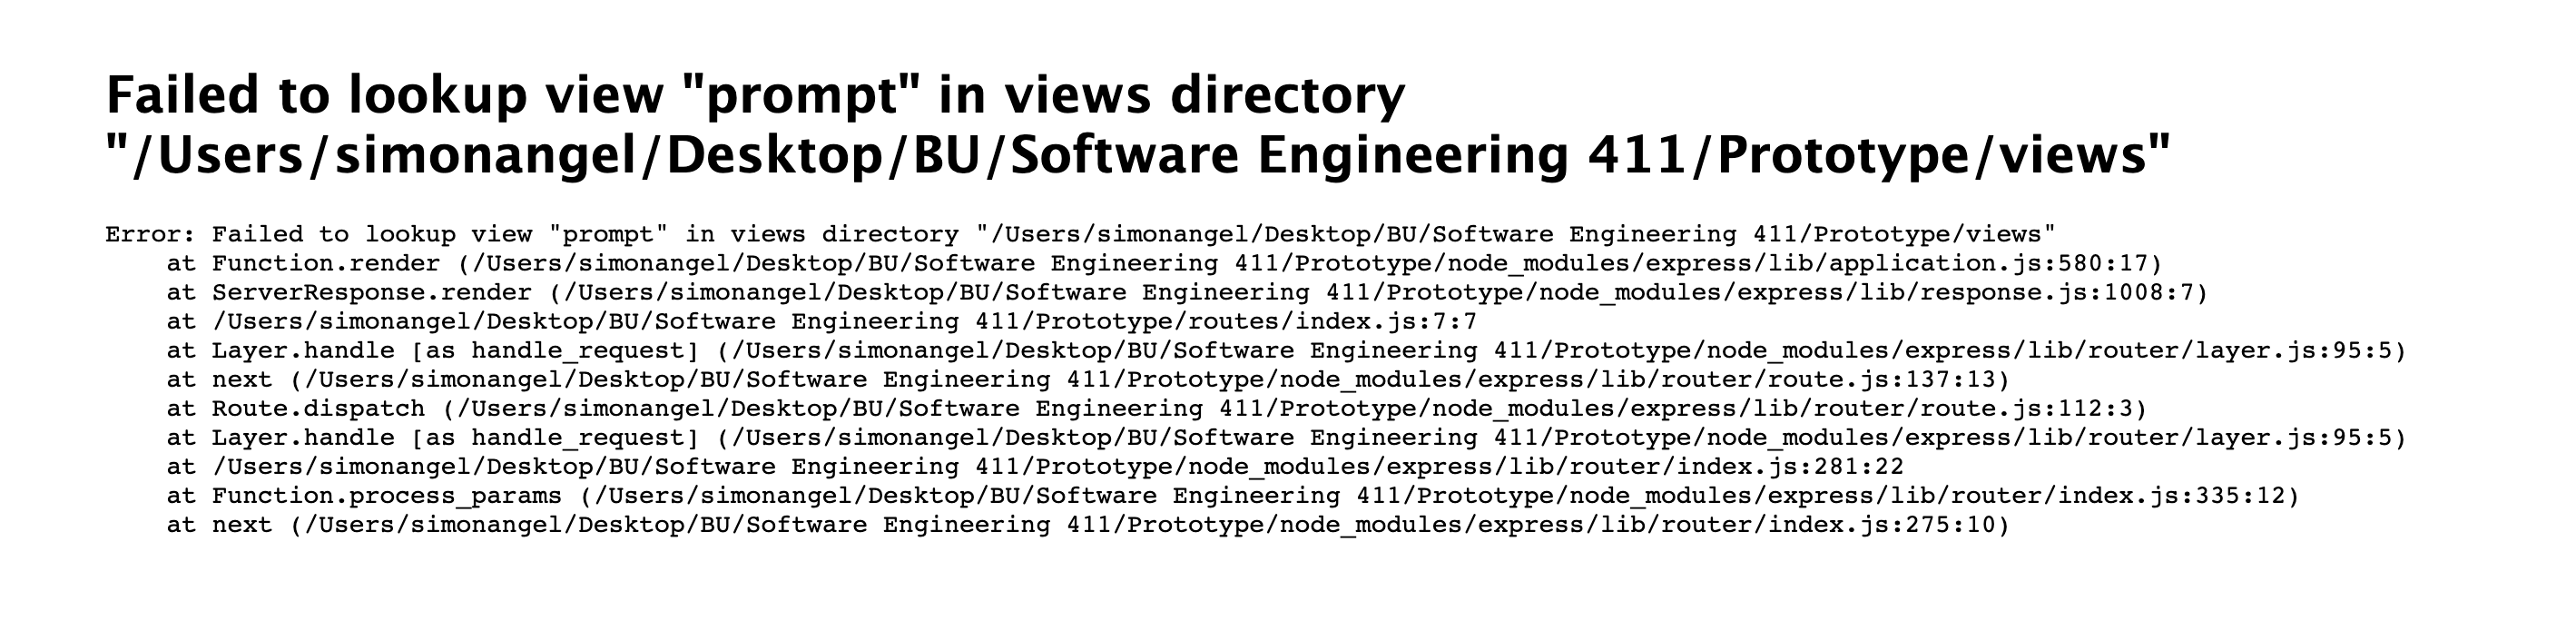 Failed to lookup view "prompt" in views directory
"/Users/simonangel/Desktop/BU/Software Engineering 411/Prototype/views"
Error: Failed to lookup view "prompt" in views directory "/Users/simonangel/Desktop/BU/Software Engineering 411/Prototype/views"
at Function.render (/Users/simonangel/Desktop/BU/Software Engineering 411/Prototype/node_modules/express/lib/application.js:580:17)
at ServerResponse.render (/Users/simonangel/Desktop/BU/Software Engineering 411/Prototype/node_modules/express/lib/response.js:1008:7)
at /Users/simonangel/Desktop/BU/Software Engineering 411/Prototype/routes/index.js:7:7
at Layer.handle [as handle_request] (/Users/simonangel/Desktop/BU/Software Engineering 411/Prototype/node_modules/express/lib/router/layer.js:95:5)
at next (/Users/simonangel/Desktop/BU/Software Engineering 411/Prototype/node_modules/express/lib/router/route.js:137:13)
at Route.dispatch (/Users/simonangel/Desktop/BU/Software Engineering 411/Prototype/node_modules/express/lib/router/route.js:112:3)
at Layer.handle [as handle_request] (/Users/simonangel/Desktop/BU/Software Engineering 411/Prototype/node_modules/express/lib/router/layer.js:95:5)
at /Users/simonangel/Desktop/BU/Software Engineering 411/Prototype/node_modules/express/lib/router/index.js:281:22
at Function.process_params (/Users/simonangel/Desktop/BU/Software Engineering 411/Prototype/node_modules/express/lib/router/index.js:335:12)
at next (/Users/simonangel/Desktop/BU/Software Engineering 411/Prototype/node_modules/express/lib/router/index.js:275:10)